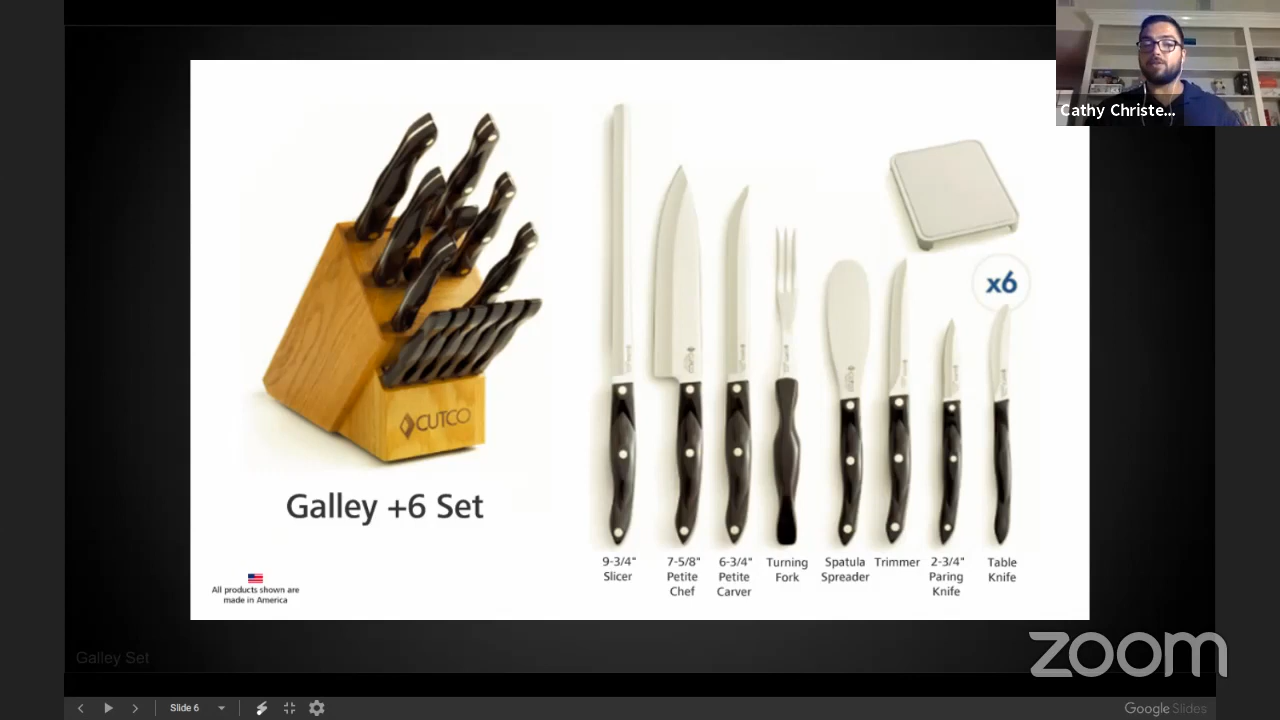 Cathy Christe...
x6
CUTCO
Galley +6 Set
9-3/4"
Slicer
7-5/8"
Petite
Chef
6-3/4"
Petite
Carver
Turning
Fork
Spatula
Spreader
Trimmer
2-3/4"
Paring
Knife
Table
Knife
All products shown are
made in America
Galley Set
zoom
Slide 6
Google Slides